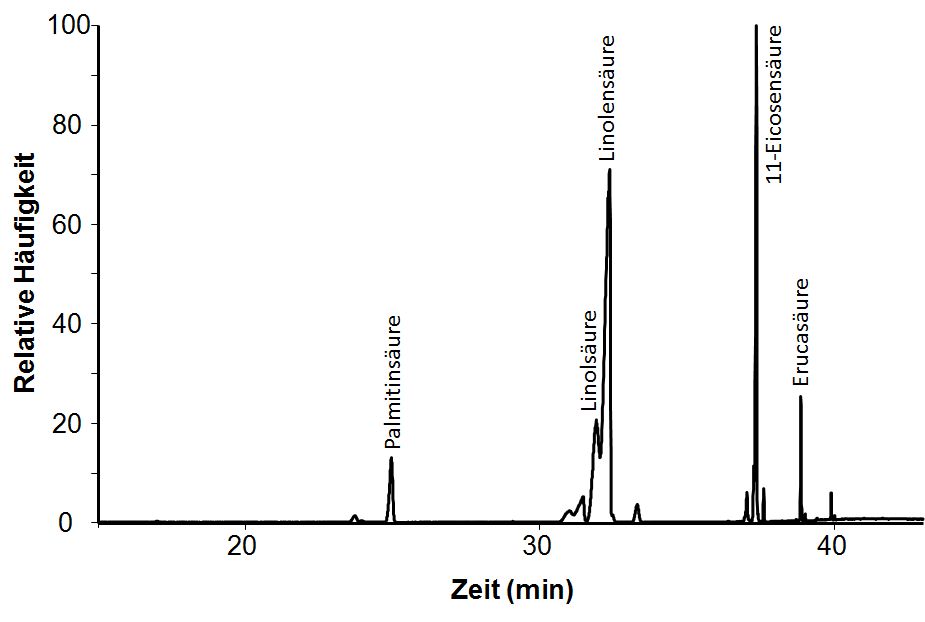 100
80
60
40
20
0
Relative Häufigkeit
Palmitinsäure
Linolsäure
Linolensäure
11-Eicosensäure
Erucasäure
20
30
40
Zeit (min)